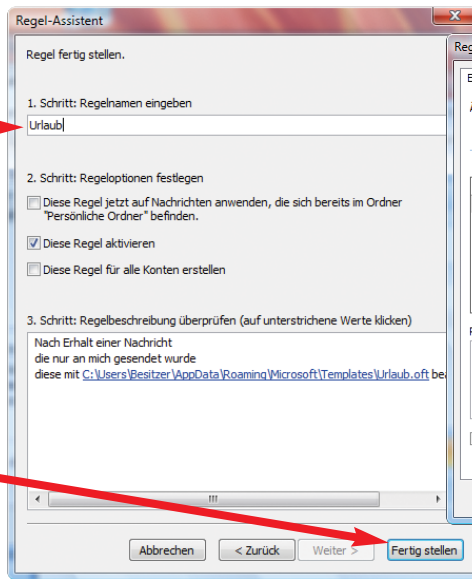 Regel-Assistent
Regel fertig stellen.
1. Schritt: Regelnamen eingeben
Urlaub
2. Schritt: Regeloptionen festlegen
Diese Regel jetzt auf Nachrichten anwenden, die sich bereits im Ordner
"Persönliche Ordner" befinden.
Diese Regel aktivieren
Diese Regel für alle Konten erstellen
3. Schritt: Regelbeschreibung überprüfen (auf unterstrichene Werte klicken)
Nach Erhalt einer Nachricht
die nur an mich gesendet wurde
diese mit C:\Users\Besitzer\AppData\Roaming\Microsoft\Templates\Urlaub.oft
Abbrechen
< Zurück
Weiter >
Fertig stellen